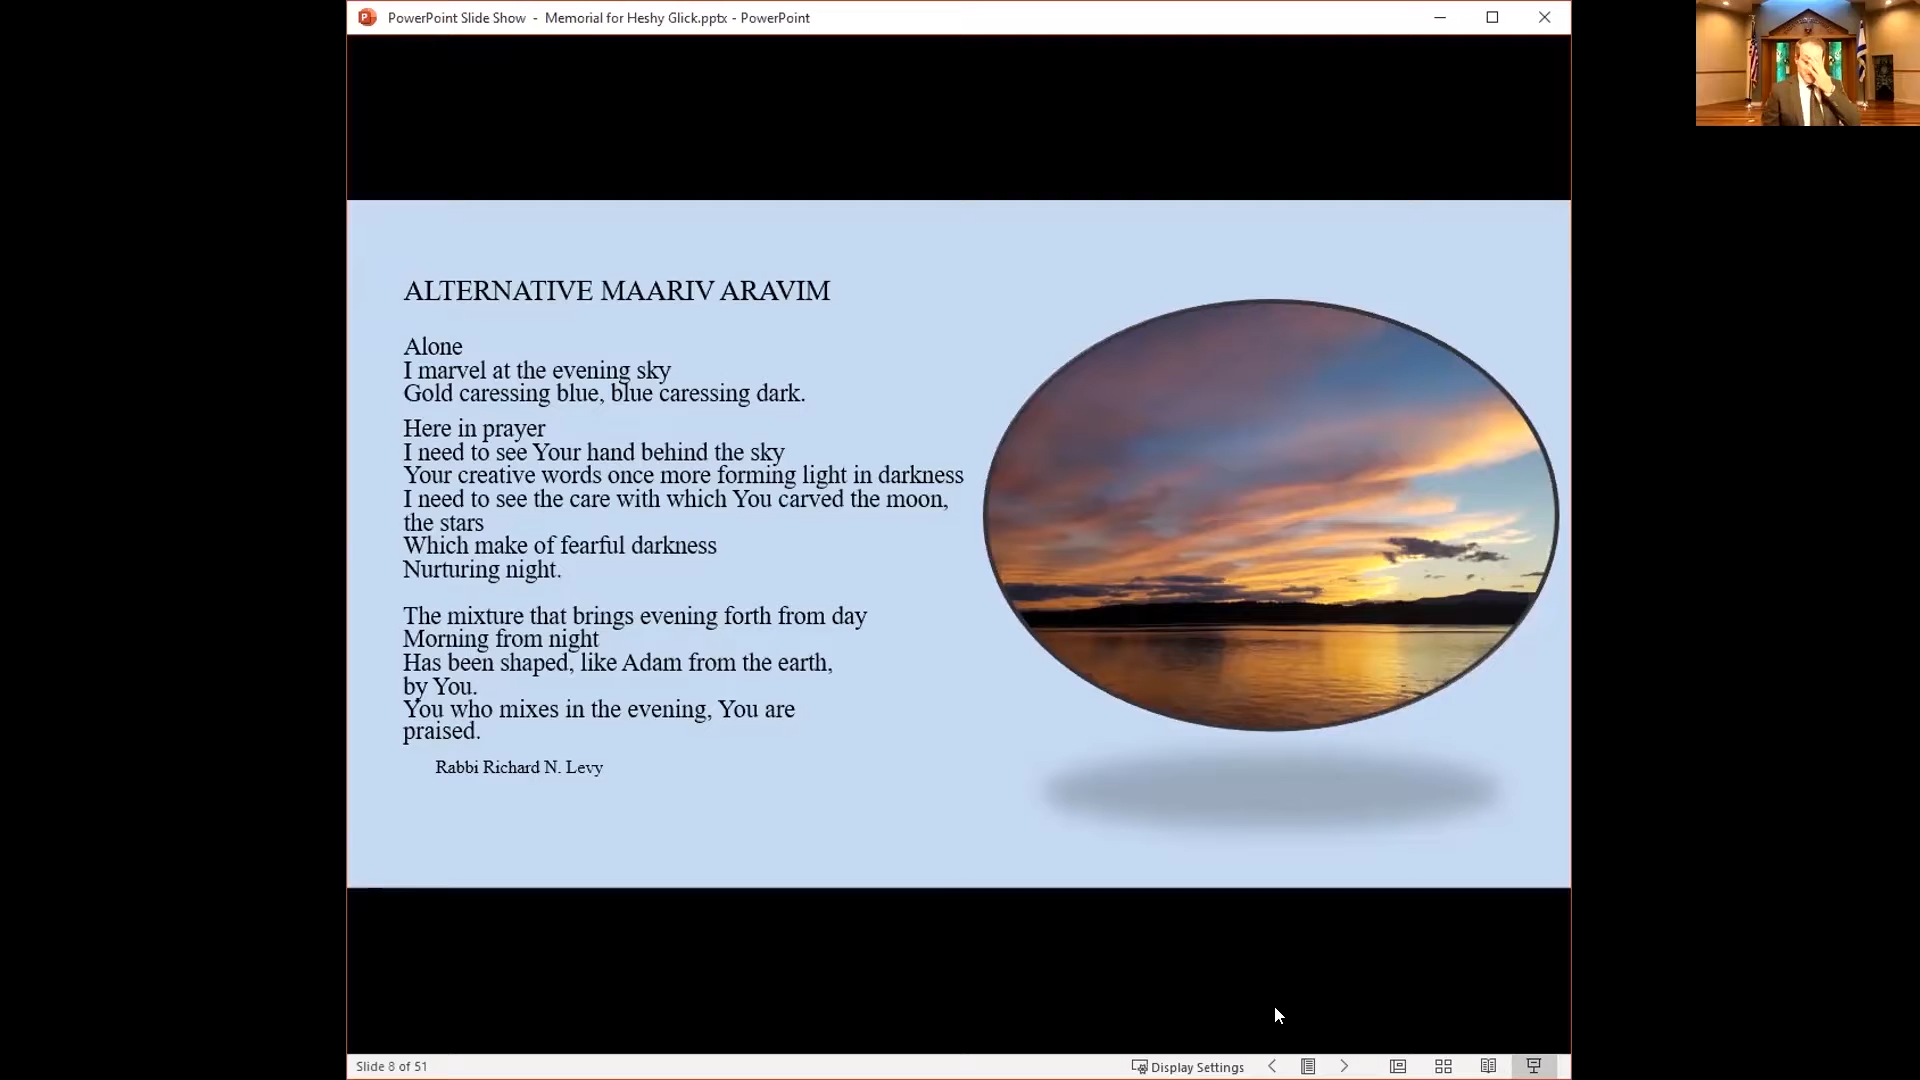 PowerPoint Slide Show - Memorial for Heshy Glick.pptx - PowerPoint
ALTERNATIVE MAARIV ARAVIM
Alone
I marvel at the evening sky
Gold caressing blue, blue caressing dark.
Here in prayer
I need to see Your hand behind the sky
Your creative words once more forming light in darkness
I need to see the care with which You carved the moon,
the stars
Which make of fearful darkness
Nurturing night.
The mixture that brings evening forth from day
Morning from night
Has been shaped, like Adam from the earth,
by You.
You who mixes in the evening, You are
praised.
Rabbi Richard N. Levy
Slide 8 of 51
Display Settings